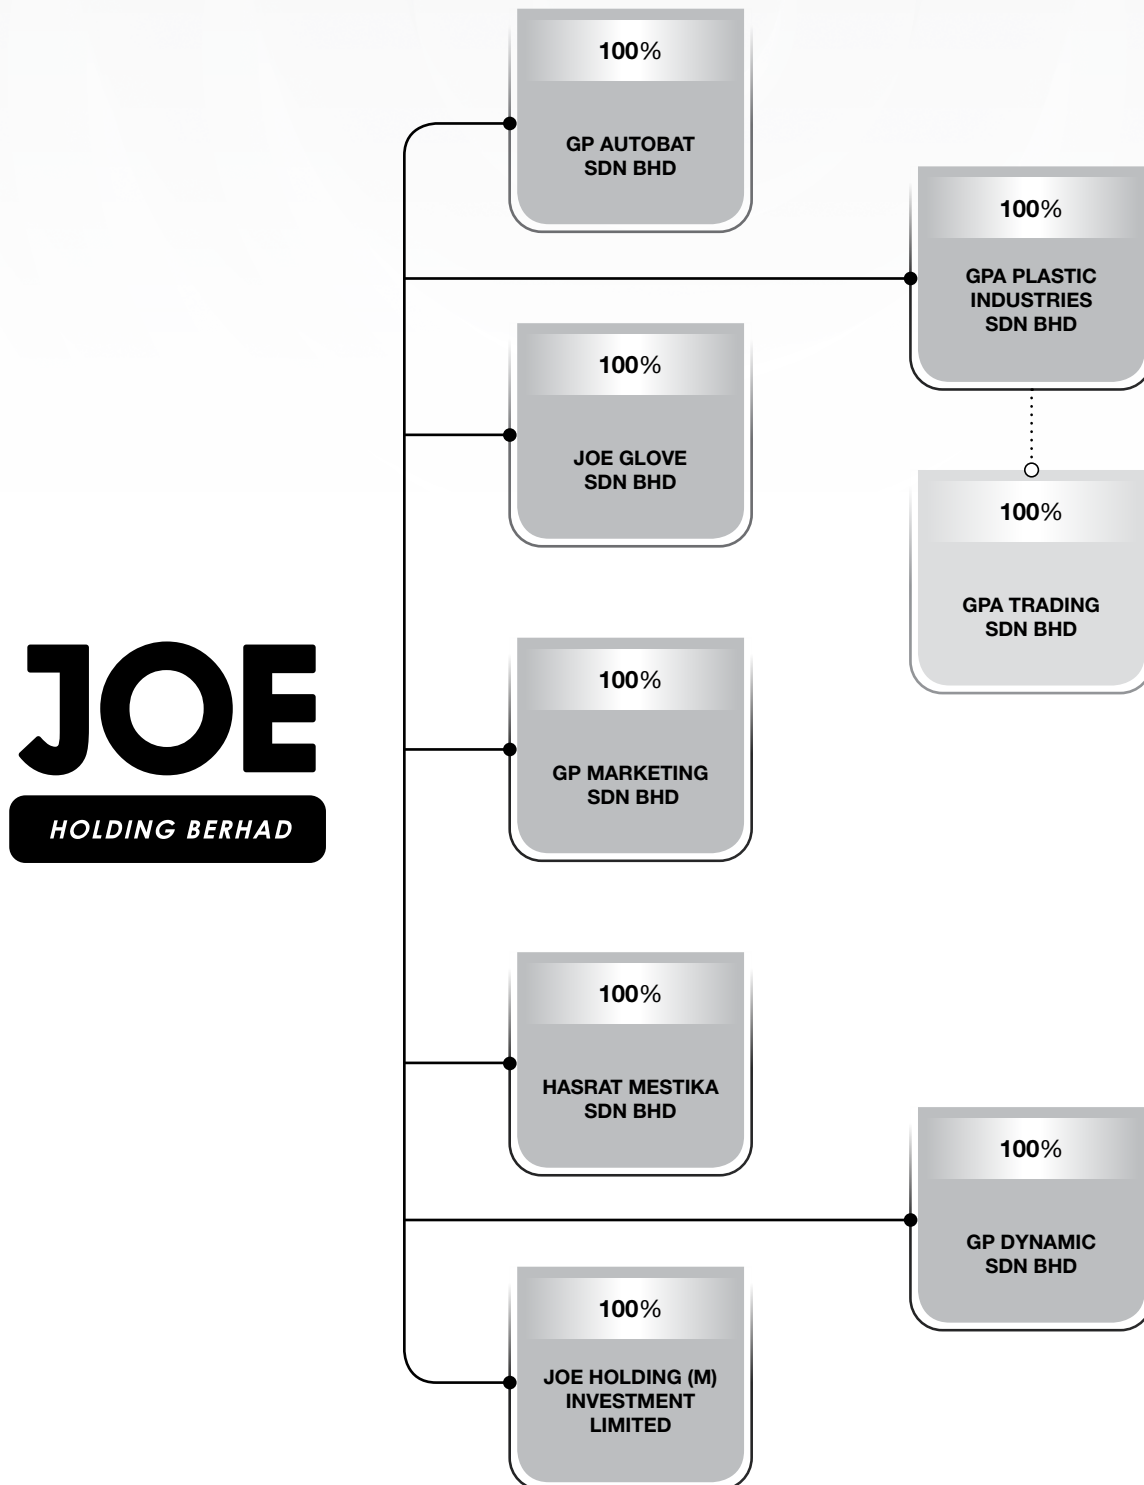 100%
GP AUTOBAT
SDN BHD
100%
GPA PLASTIC
INDUSTRIES
SDN BHD
100%
JOE GLOVE
SDN BHD
100%
GPA TRADING
SDN BHD
JOE
HOLDING BERHAD
100%
GP MARKETING
SDN BHD
100%
HASRAT MESTIKA
SDN BHD
100%
GP DYNAMIC
SDN BHD
100%
JOE HOLDING (M)
INVESTMENT
LIMITED